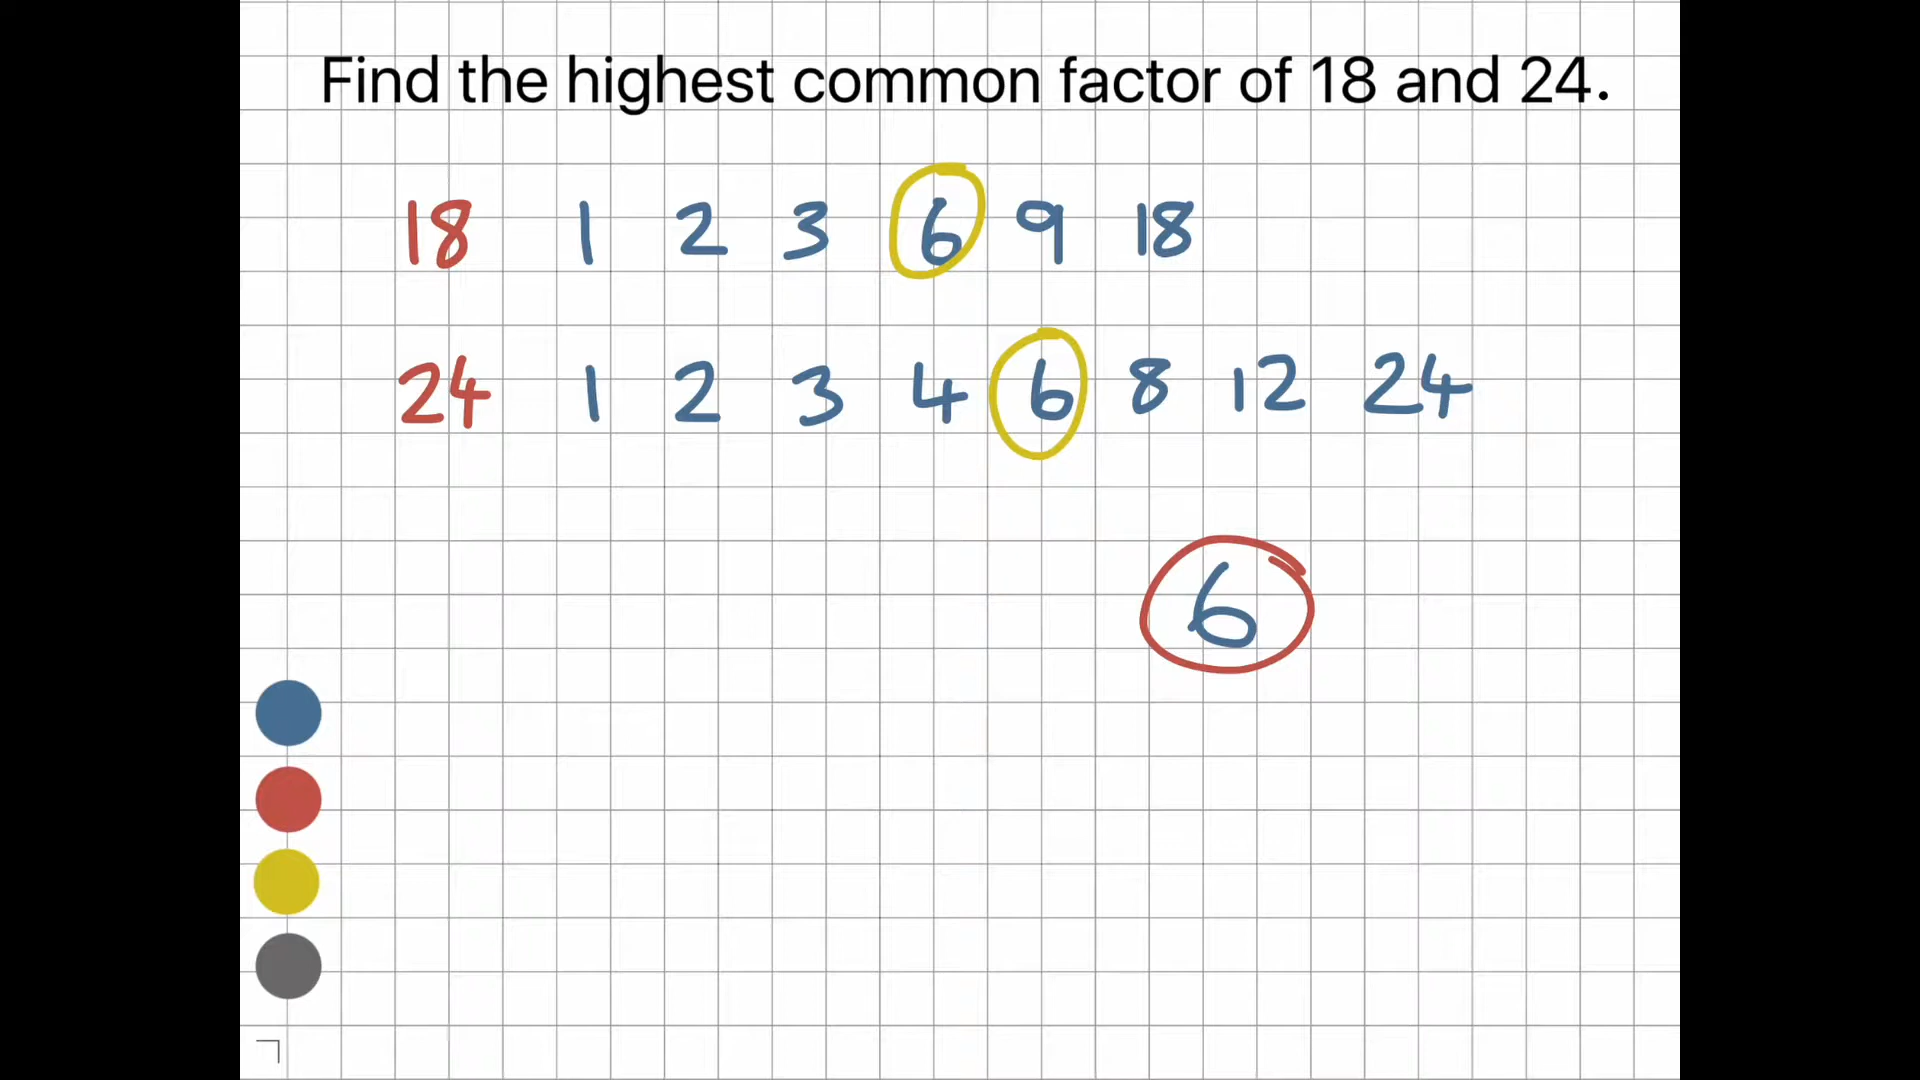 Find the highest common factor of 18 and 24.
18 1 2 3 6 9 18
24 1 2 3 4 6 8 12 24
6